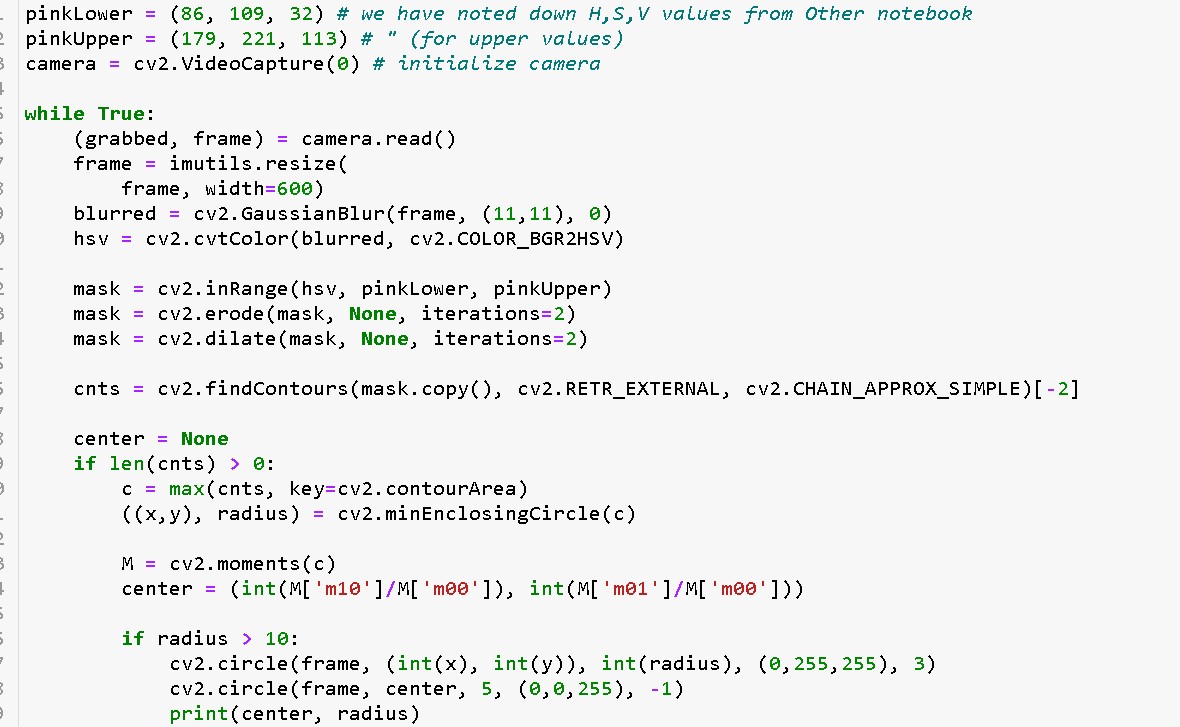 pinkLower = (86, 109, 32) # we have noted down H,S,V values from Other notebook
pinkUpper = (179, 221, 113) # " (for upper values)
camera = cv2.VideoCapture(0) # initialize camera

while True:
    (grabbed, frame) = camera.read()
    frame = imutils.resize(
        frame, width=600)
    blurred = cv2.GaussianBlur(frame, (11,11), 0)
    hsv = cv2.cvtColor(blurred, cv2.COLOR_BGR2HSV)

    mask = cv2.inRange(hsv, pinkLower, pinkUpper)
    mask = cv2.erode(mask, None, iterations=2)
    mask = cv2.dilate(mask, None, iterations=2)

    cnts = cv2.findContours(mask.copy(), cv2.RETR_EXTERNAL, cv2.CHAIN_APPROX_SIMPLE)[-2]

    center = None
    if len(cnts) > 0:
        c = max(cnts, key=cv2.contourArea)
        ((x,y), radius) = cv2.minEnclosingCircle(c)

        M = cv2.moments(c)
        center = (int(M['m10']/M['m00']), int(M['m01']/M['m00']))

        if radius > 10:
            cv2.circle(frame, (int(x), int(y)), int(radius), (0,255,255), 3)
            cv2.circle(frame, center, 5, (0,0,255), -1)
            print(center, radius)